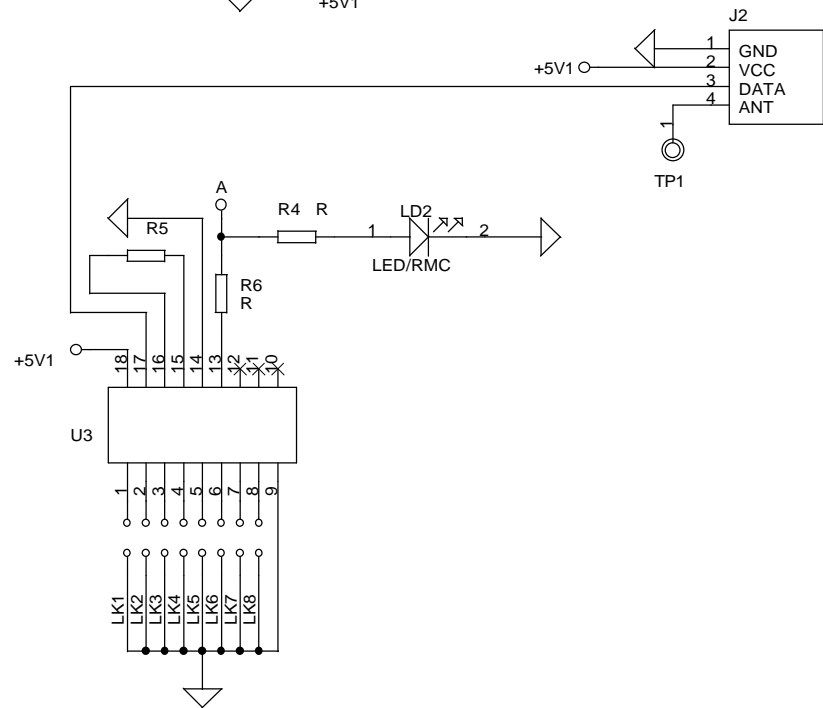 +5V1
J2
1 GND
+5V1 2 VCC
3 DATA
4 ANT
1
TP1
A
R4 R
LD2
R5
1 2
LED/RMC
R6
R
+5V1
18 17 16 15 14 13 12 11 10
U3
1 2 3 4 5 6 7 8 9
LK1 LK2 LK3 LK4 LK5 LK6 LK7 LK8